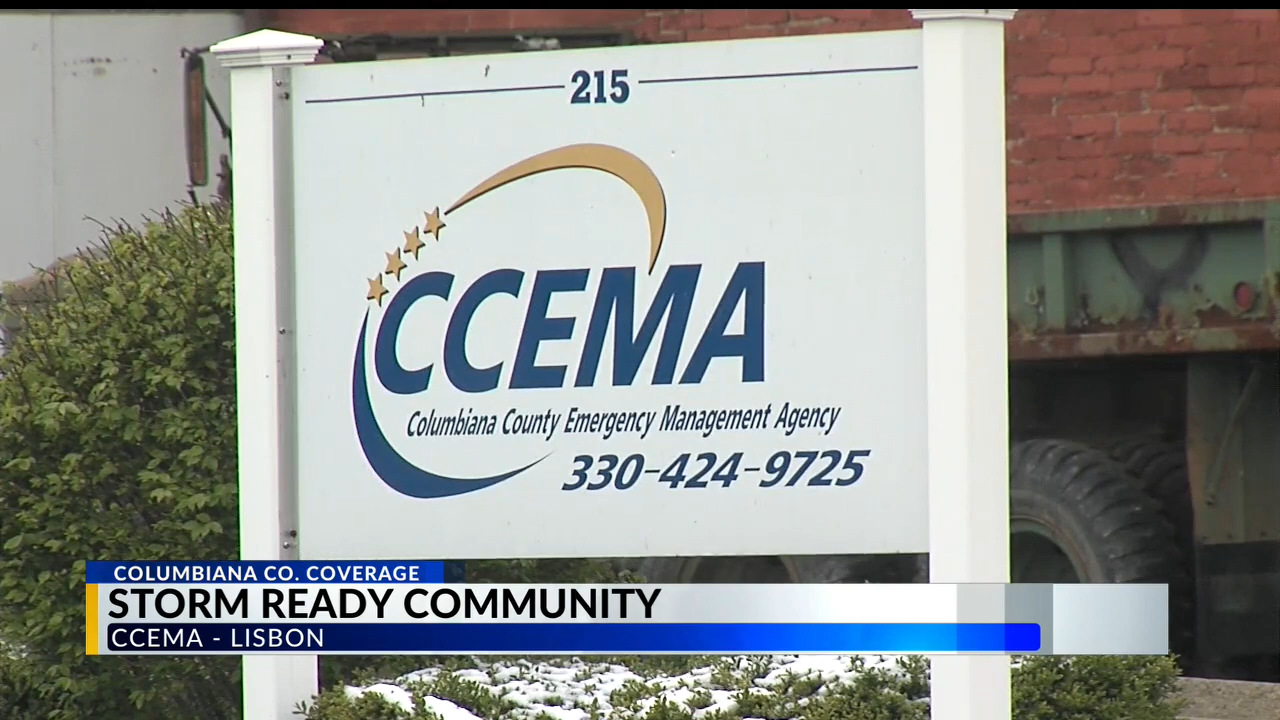 215
CCEMA
Columbiana County Emergency Management Agency
330-424-9725
COLUMBIANA CO. COVERAGE
STORM READY COMMUNITY
CCEMA - LISBON